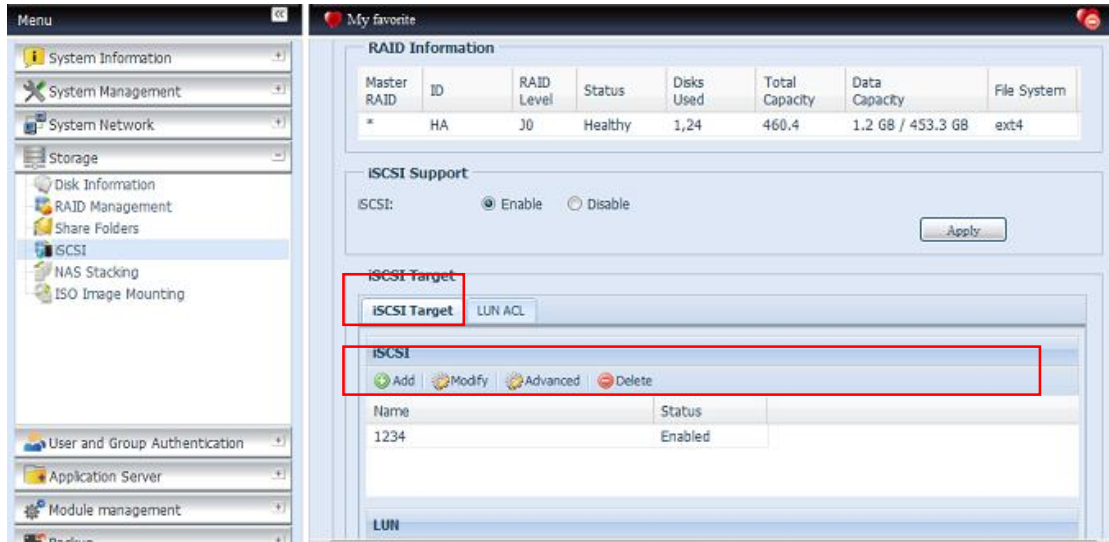 Menu
My favorite
System Information
System Management
System Network
Storage
Disk Information
RAID Management
Share Folders
iSCSI
NAS Stacking
ISO Image Mounting
User and Group Authentication
Application Server
Module management
Backup
RAID Information
Master RAID ID RAID Level Status Disks Used Total Capacity Data Capacity File System
* HA J0 Healthy 1,24 460.4 1.2 GB / 453.3 GB ext4
iSCSI Support
iSCSI: Enable Disable
Apply
iSCSI Target
iSCSI Target LUN ACL
iSCSI
Add Modify Advanced Delete
Name Status
1234 Enabled
LUN